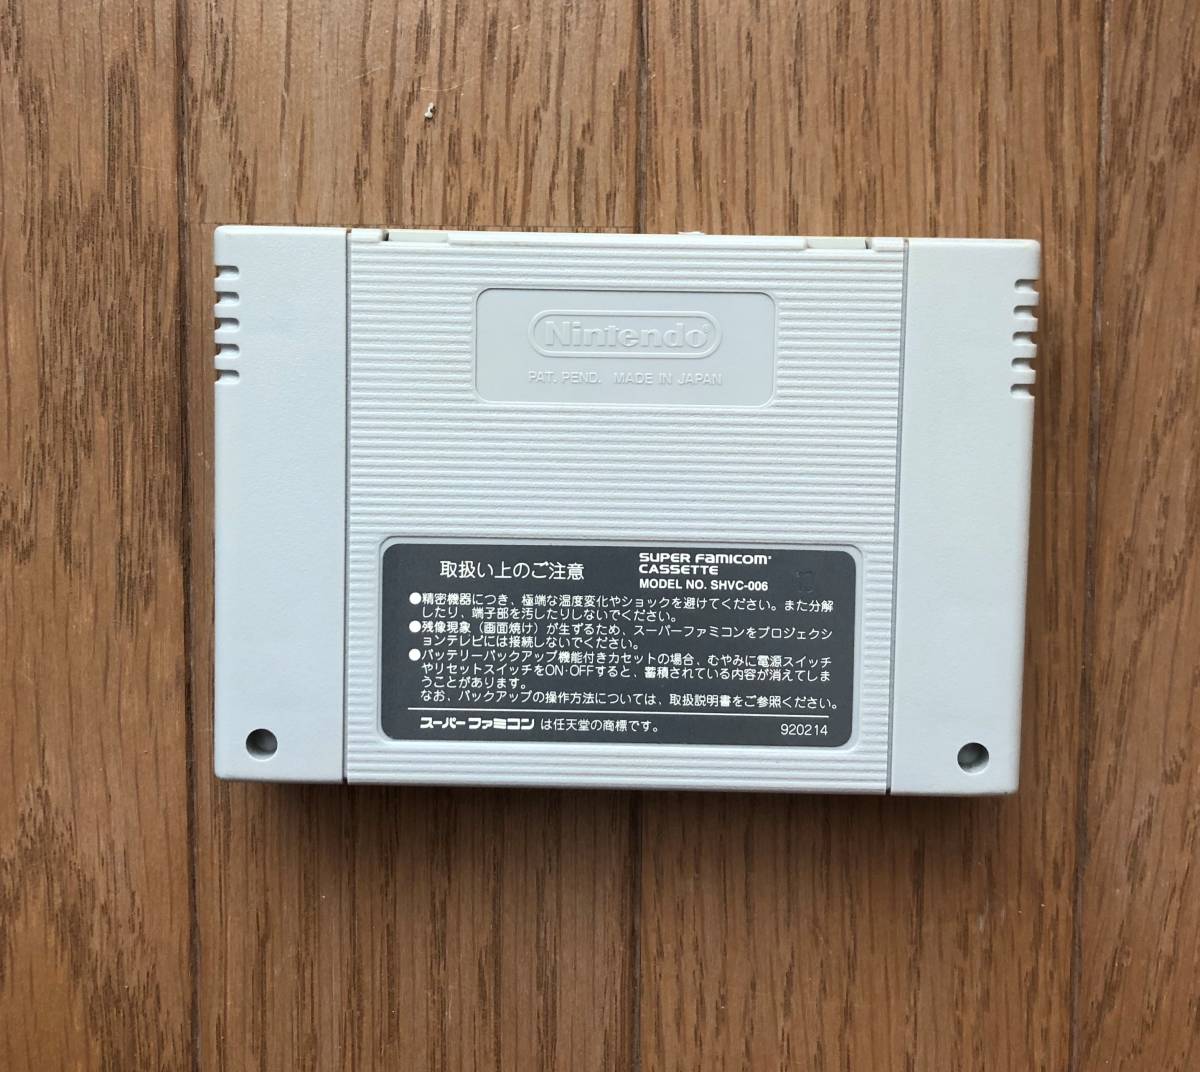 Nintendo®
PAT. PEND. MADE IN JAPAN
取扱い上のご注意
SUPER Famicom
CASSETTE
MODEL NO. SHVC-006
●精密機器につき、極端な温度変化やショックを避けてください。また分解
したり、端子部を汚したりしないでください。
●残像現象（画面焼け）が生ずるため、スーパーファミコンをプロジェクシ
ョンテレビには接続しないでください。
●バッテリーバックアップ機能付きカセットの場合、むやみに電源スイッチ
やリセットスイッチをON･OFFすると、蓄積されている内容が消えてしま
うことがあります。
なお、バックアップの操作方法については、取扱説明書をご参照ください。
スーパーファミコン は任天堂の商標です。
920214